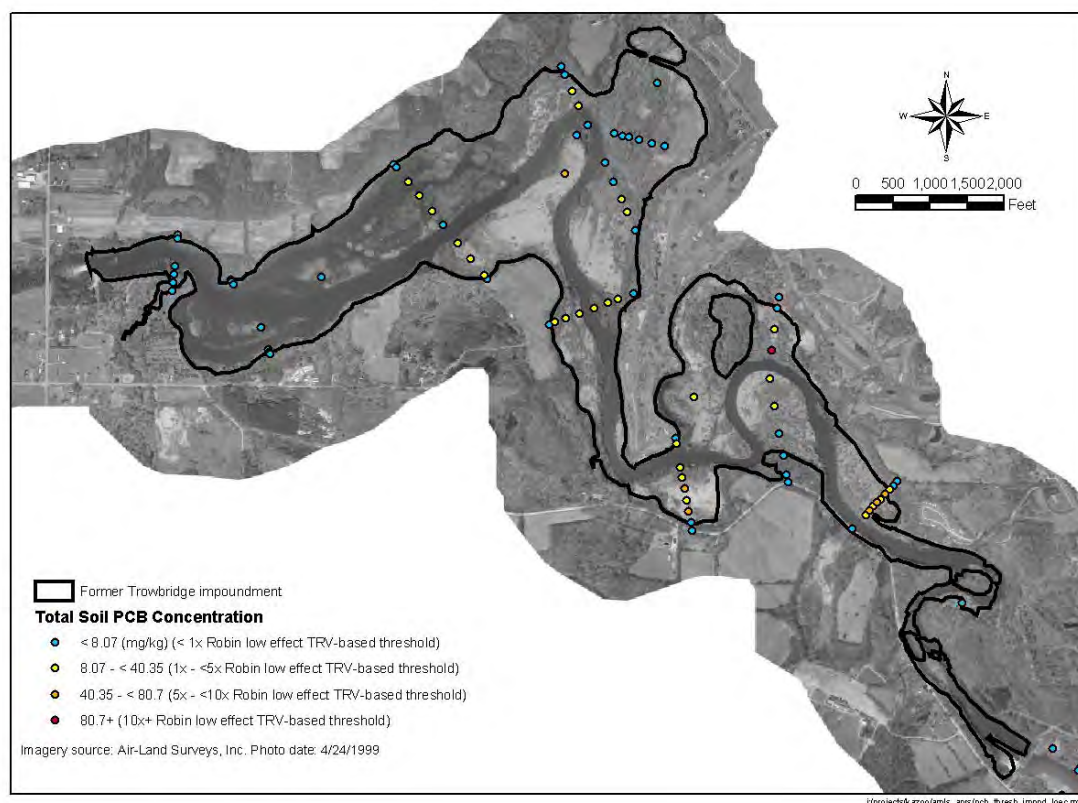 N
W E
S
0 500 1,000 1,500 2,000
Feet
Former Trowbridge impoundment
Total Soil PCB Concentration
< 8.07 (mg/kg) (< 1x Robin low effect TRV-based threshold)
8.07 - < 40.35 (1x - <5x Robin low effect TRV-based threshold)
40.35 - < 80.7 (5x - <10x Robin low effect TRV-based threshold)
80.7+ (10x+ Robin low effect TRV-based threshold)
Imagery source: Air-Land Surveys, Inc. Photo date: 4/24/1999